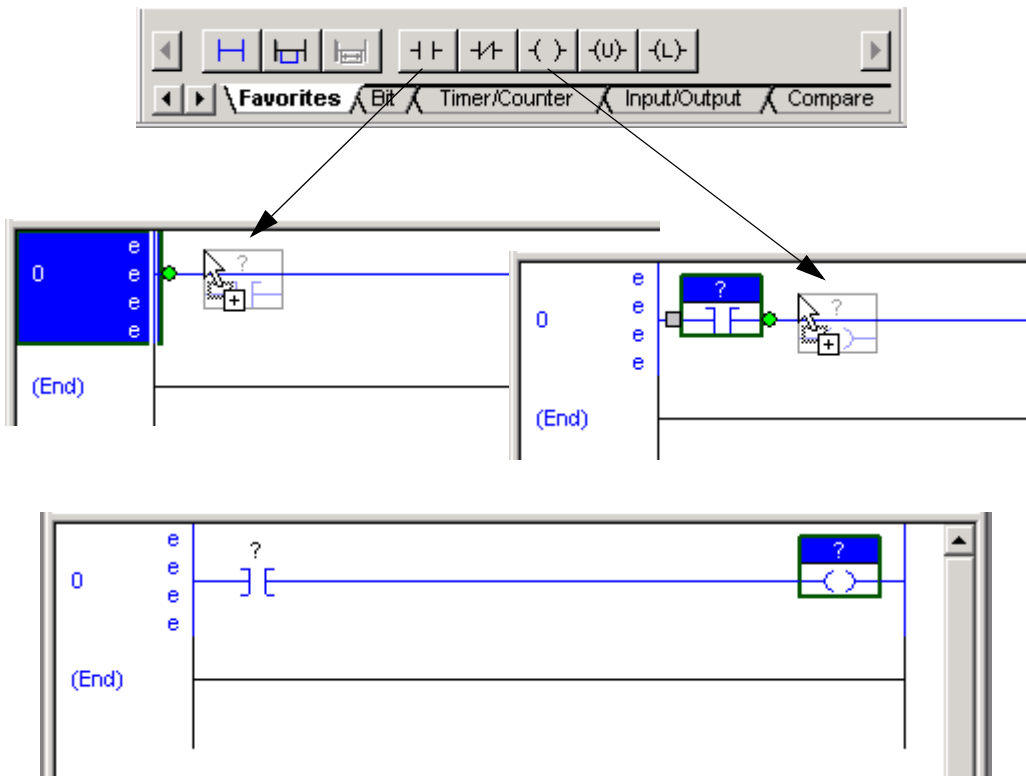 (U) (L)
Favorites Bit Timer/Counter Input/Output Compare
e
?
0 e
e
e
(End)
e
?
?
0 e
e
e
(End)
e
?
?
0 e
e
e
(End)